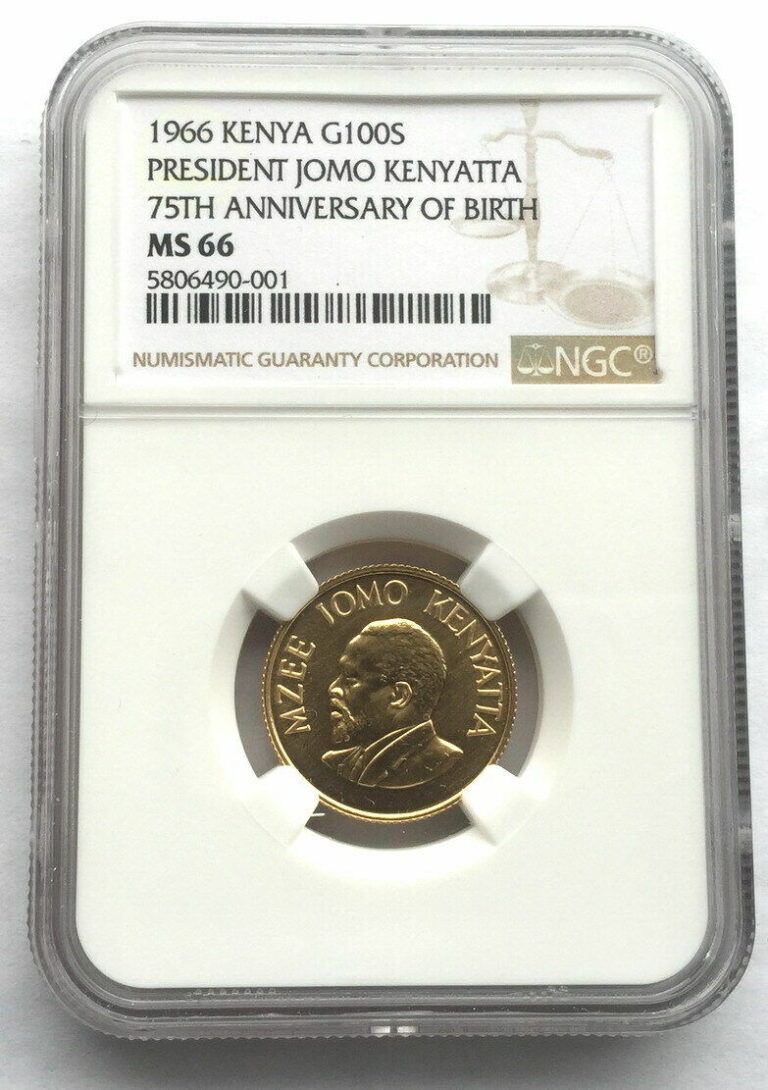 1966 KENYA G100S
PRESIDENT JOMO KENYATTA
75TH ANNIVERSARY OF BIRTH
MS 66
5806490-001
NUMISMATIC GUARANTY CORPORATION
NGC®
MZEE JOMO KENYATTA